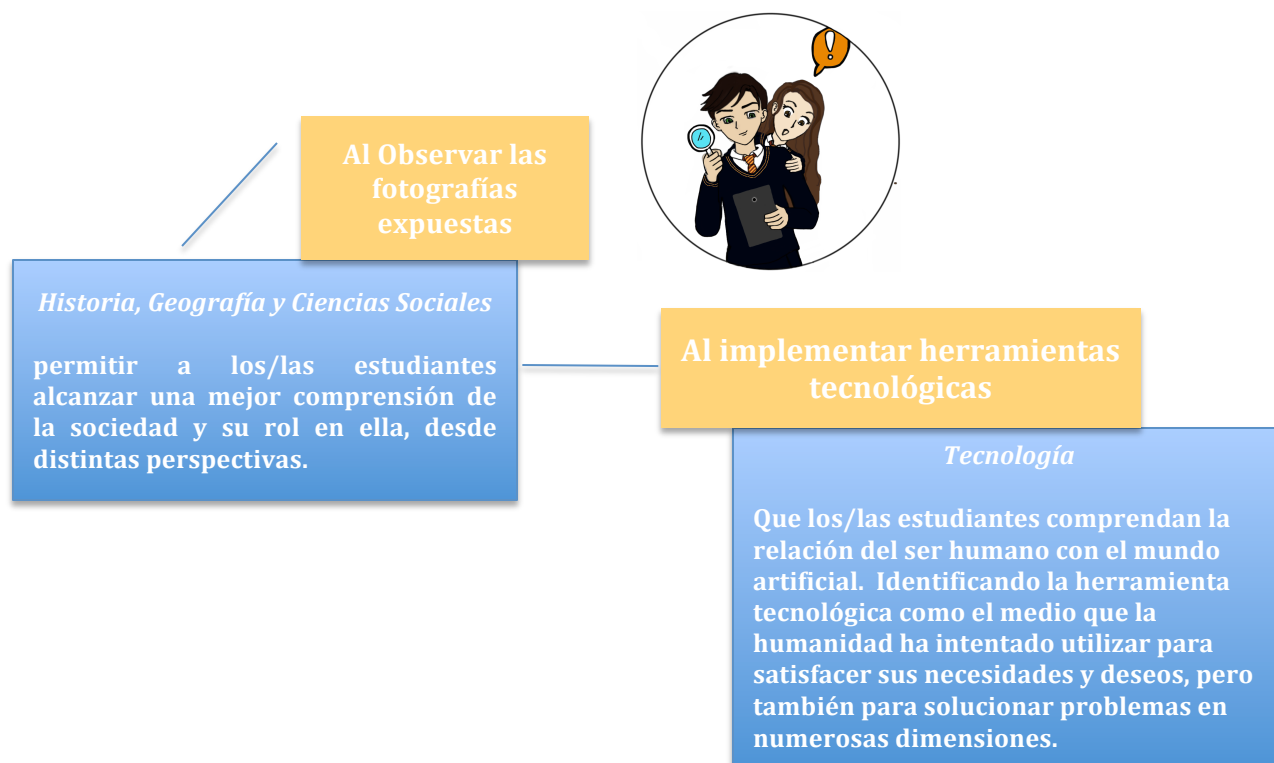 Al Observar las
fotografías
expuestas
Historia, Geografía y Ciencias Sociales
permitir a los/las estudiantes
alcanzar una mejor comprensión de
la sociedad y su rol en ella, desde
distintas perspectivas.
Al implementar herramientas
tecnológicas
Tecnología
Que los/las estudiantes comprendan la
relación del ser humano con el mundo
artificial.  Identificando la herramienta
tecnológica como el medio que la
humanidad ha intentado utilizar para
satisfacer sus necesidades y deseos, pero
también para solucionar problemas en
numerosas dimensiones.